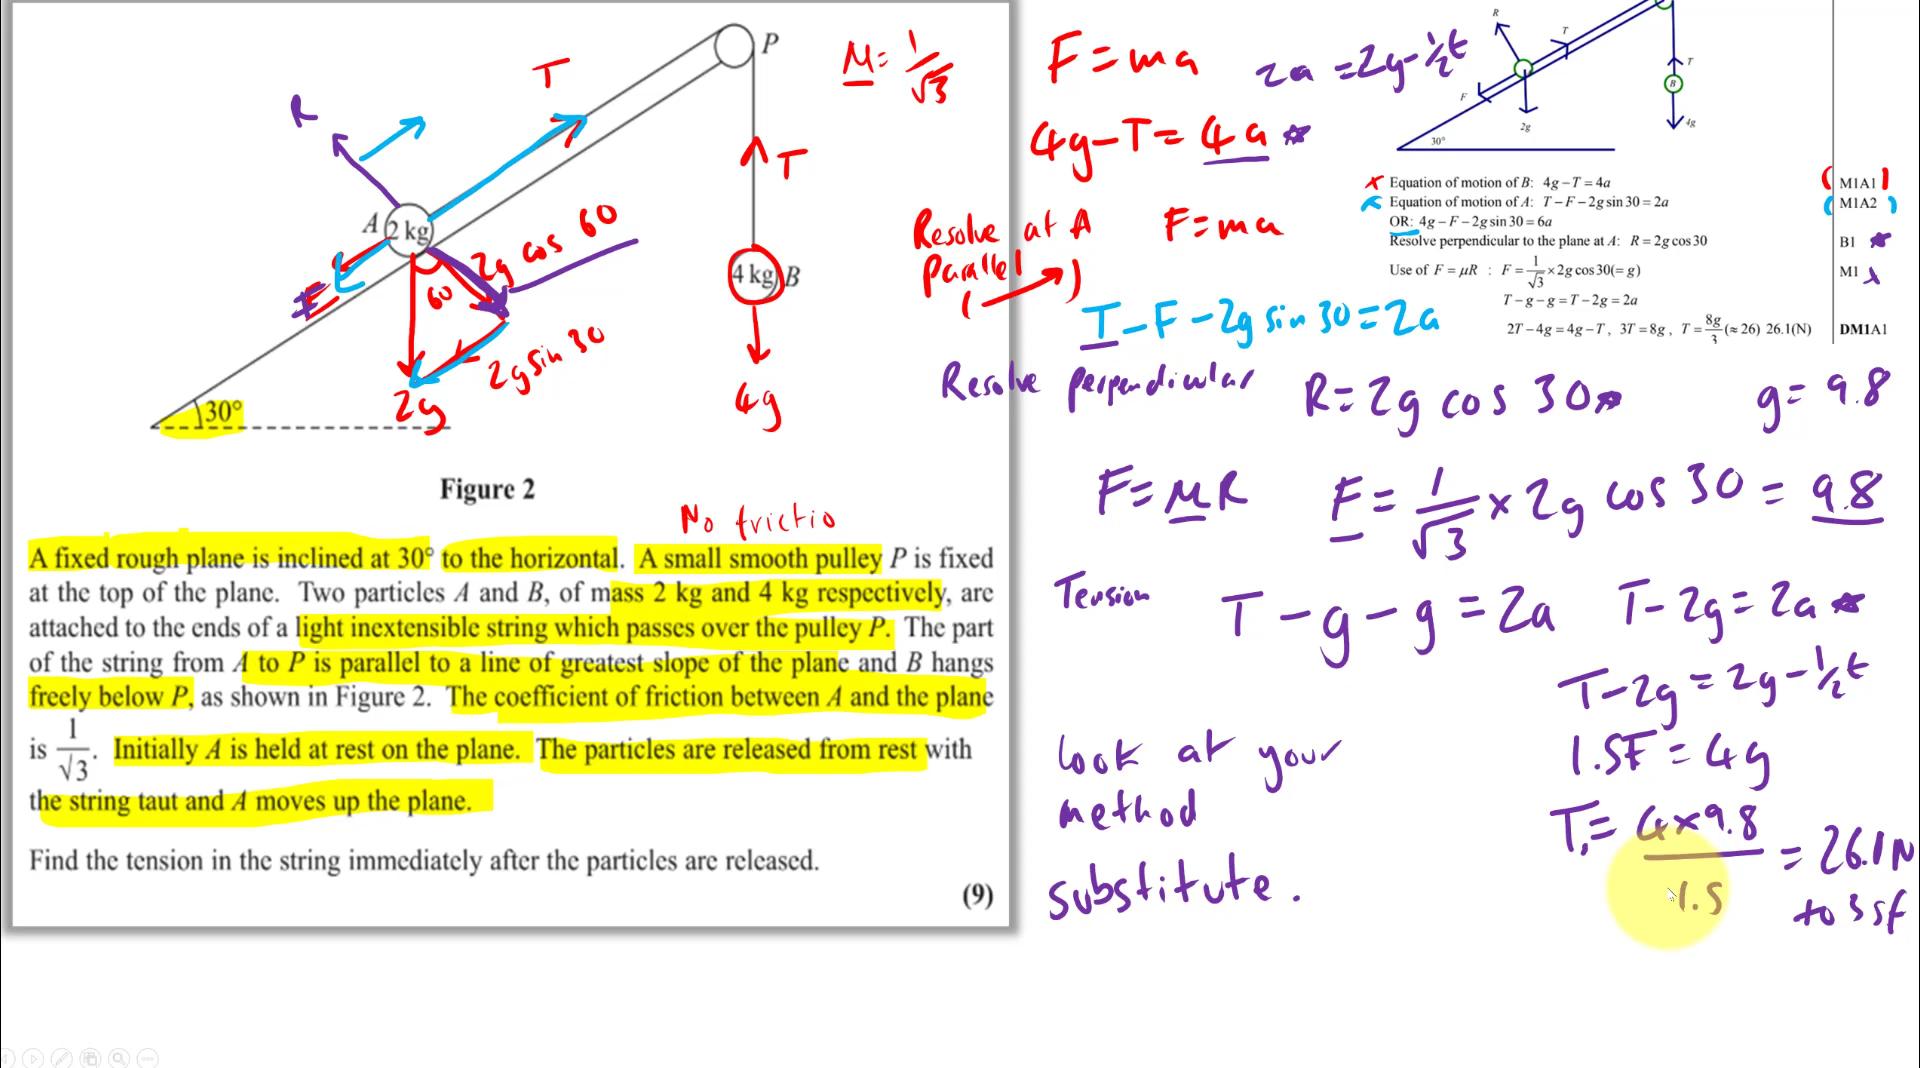 P
T
R
A
2 kg
F
60
2g cos 60
2g sin 30
2g
30°
T
4 kg
B
4g
Figure 2
No frictio
A fixed rough plane is inclined at 30° to the horizontal. A small smooth pulley P is fixed
at the top of the plane. Two particles A and B, of mass 2 kg and 4 kg respectively, are
attached to the ends of a light inextensible string which passes over the pulley P. The part
of the string from A to P is parallel to a line of greatest slope of the plane and B hangs
freely below P, as shown in Figure 2. The coefficient of friction between A and the plane
is 1/√3. Initially A is held at rest on the plane. The particles are released from rest with
the string taut and A moves up the plane.
Find the tension in the string immediately after the particles are released.
(9)
M = 1/√3
F = ma
2a = 2g - ½t
4g - T = 4a
Resolve at A
F = ma
Parallel
( )
T - F - 2g sin 30 = 2a
Resolve perpendicular
R = 2g cos 30
g = 9.8
F = MR
F = 1/√3 × 2g cos 30 = 9.8
Tension
T - g - g = 2a
T - 2g = 2a
T - 2g = 2g - ½t
Look at your
method
substitute.
1.5F = 4g
T = 4×9.8/1.5 = 26.1N
to 3 sf
R
T
F
2g
30°
T
B
4g
Equation of motion of B: 4g – T = 4a
M1A1
Equation of motion of A: T – F – 2g sin 30 = 2a
M1A2
OR: 4g – F – 2g sin 30 = 6a
Resolve perpendicular to the plane at A: R = 2g cos 30
B1
Use of F = μR : F = 1/√3 × 2g cos 30 (= g)
M1
T – g – g = T – 2g = 2a
2T – 4g = 4g – T, 3T = 8g, T = 8g/3 (≈ 26) 26.1(N)
DM1A1